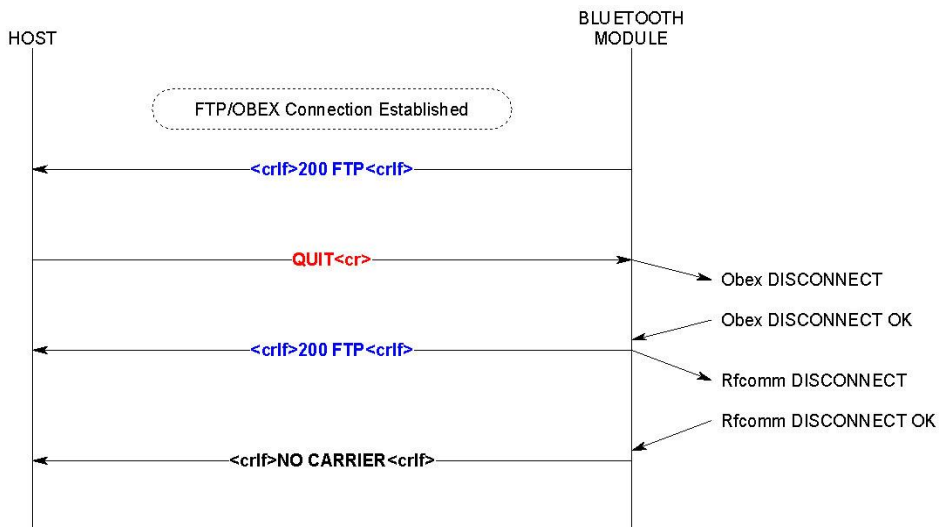 BLUETOOTH
HOST
MODULE
FTP/OBEX Connection Established
<crlf>200 FTP<crlf>
QUIT<cr>
Obex DISCONNECT
Obex DISCONNECT OK
<crlf>200 FTP<crlf>
Rfcomm DISCONNECT
Rfcomm DISCONNECT OK
<crlf>NO CARRIER<crlf>